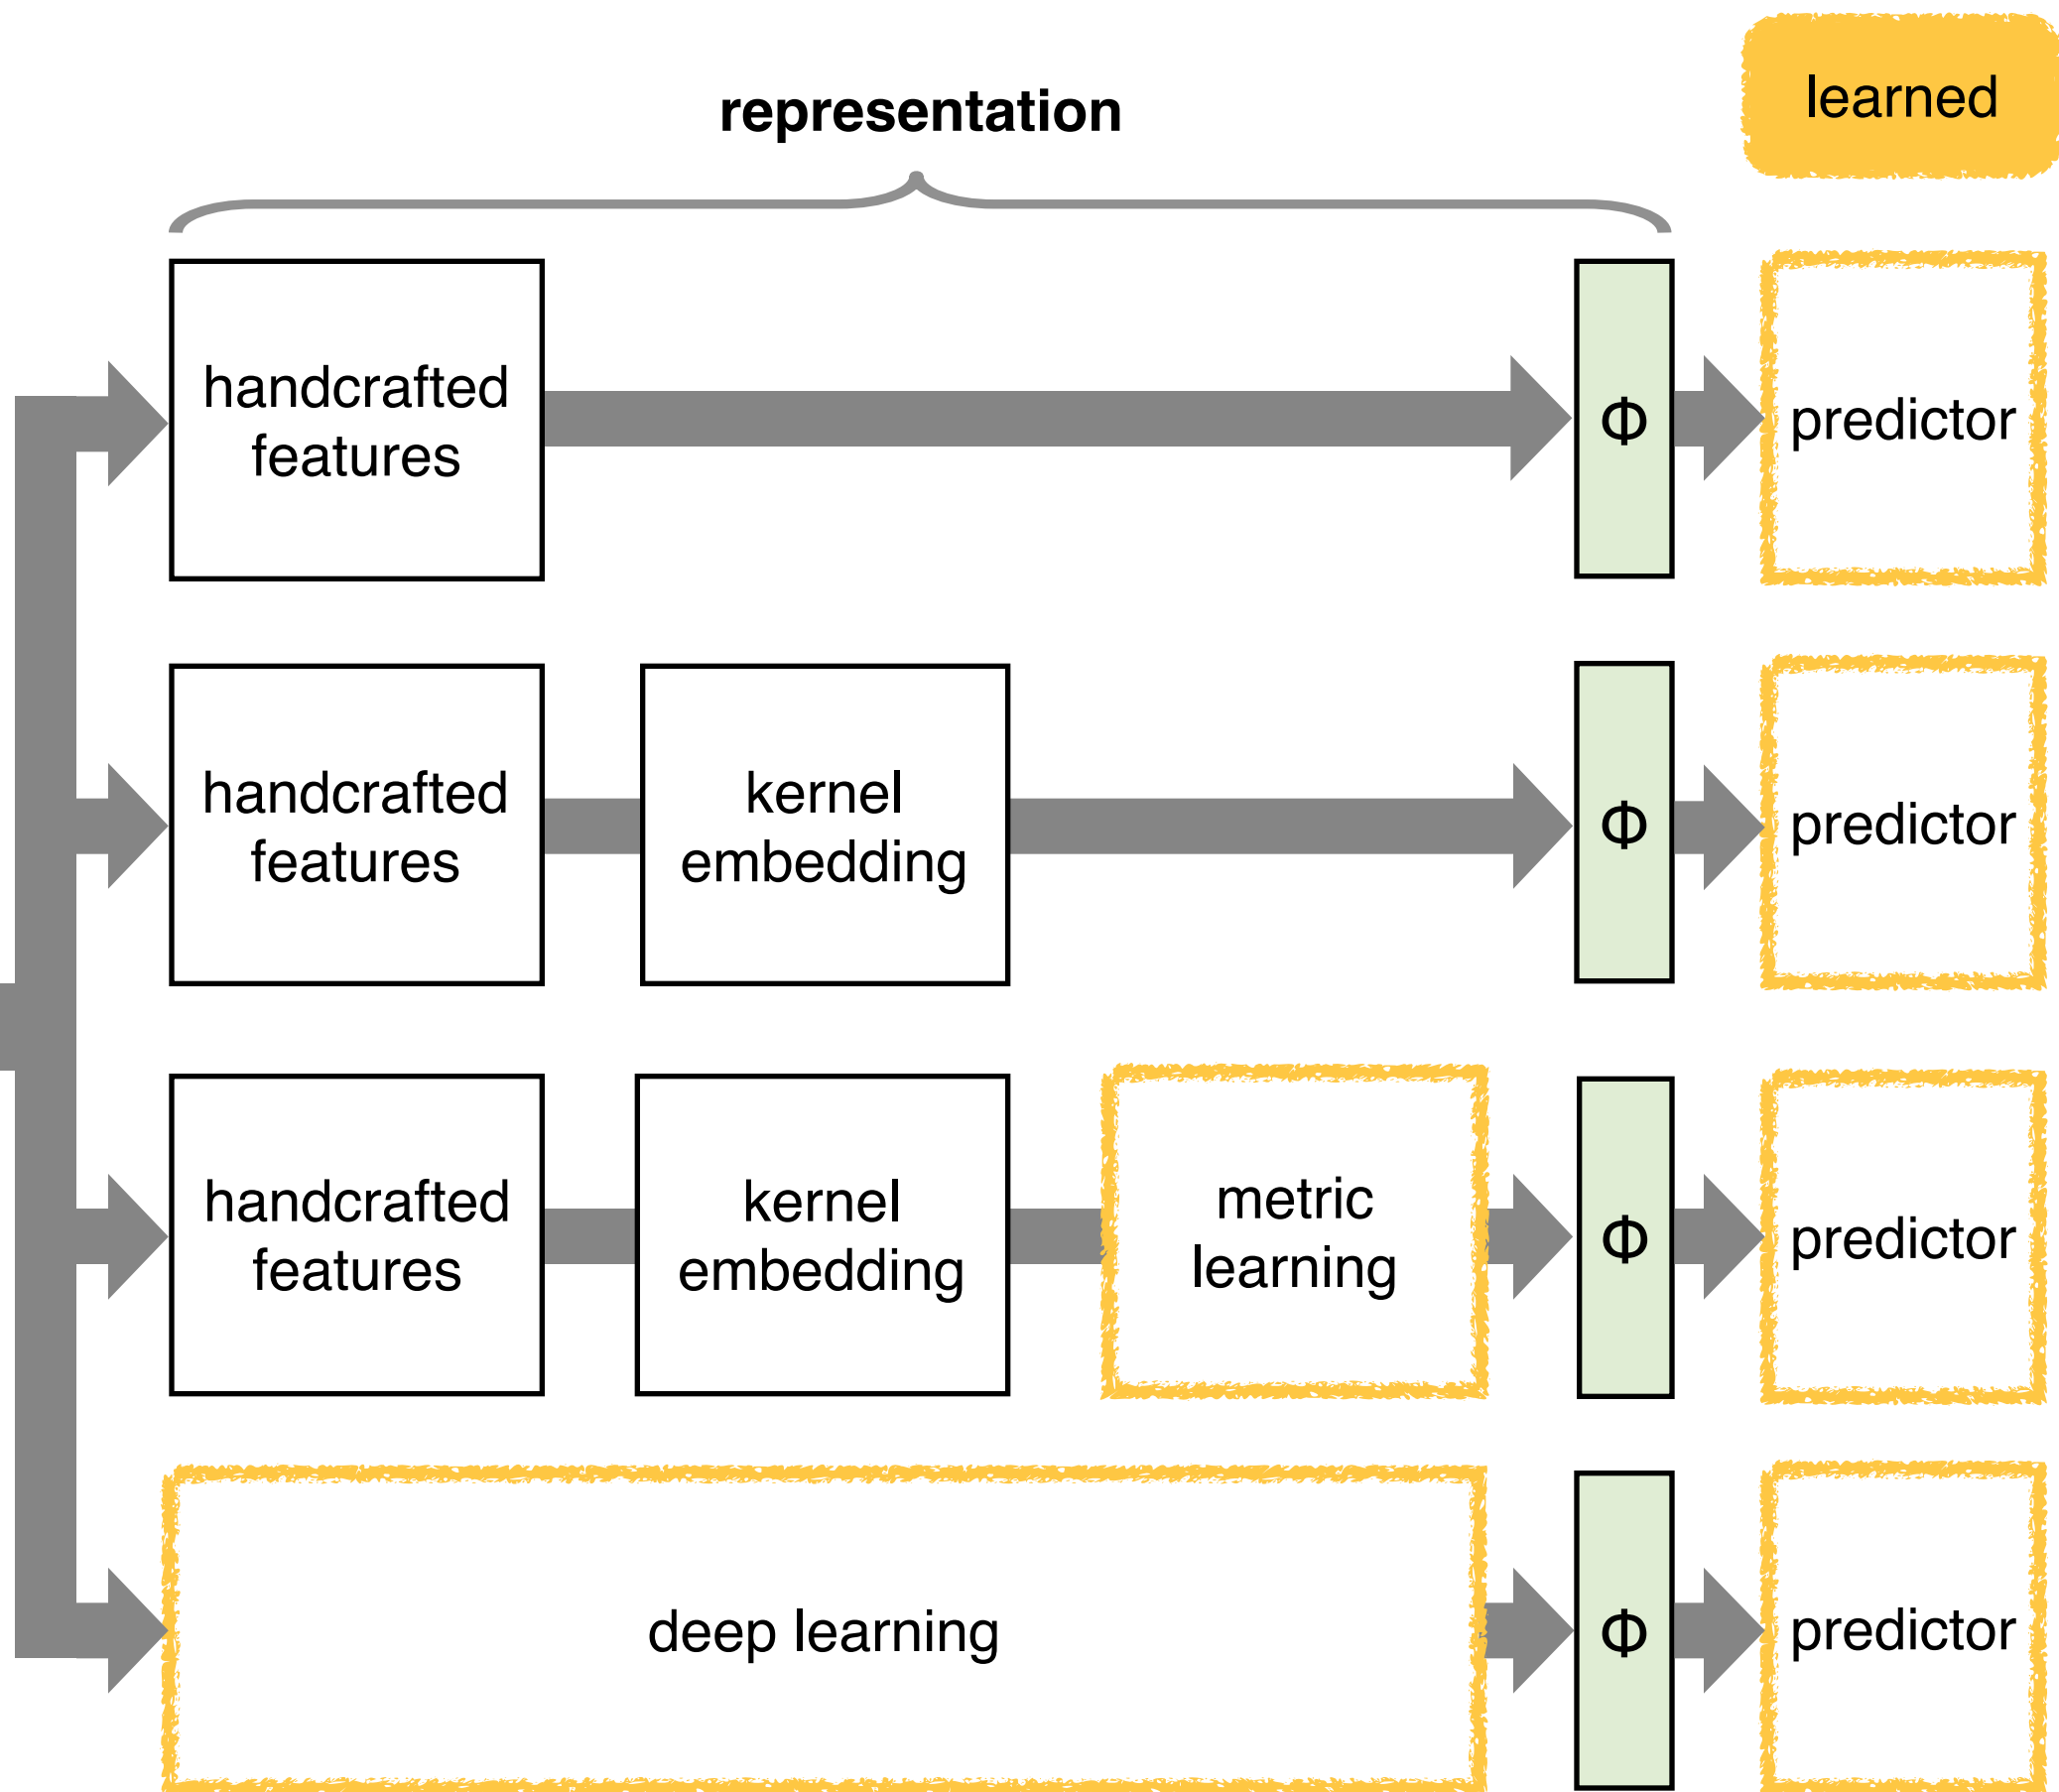 learned
representation
handcrafted
features
Φ
predictor
handcrafted
features
kernel
embedding
Φ
predictor
handcrafted
features
kernel
embedding
metric
learning
Φ
predictor
deep learning
Φ
predictor